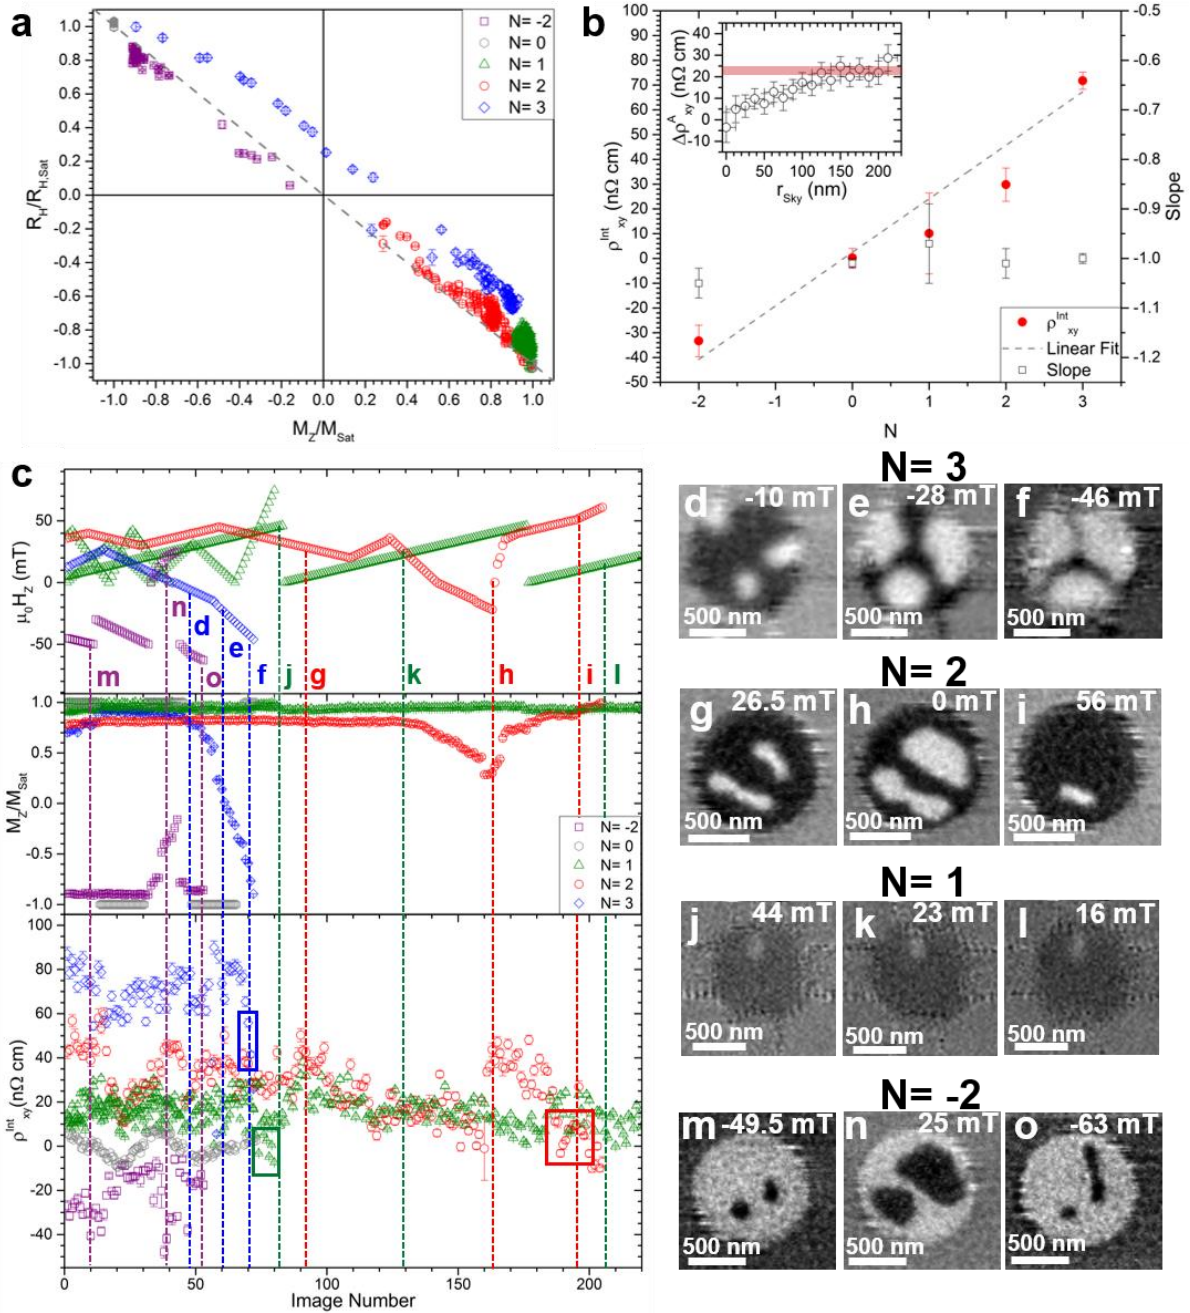 a
1.0
0.8
0.6
0.4
0.2
0.0
-0.2
-0.4
-0.6
-0.8
-1.0
R_H/R_H,Sat
-1.0 -0.8 -0.6 -0.4 -0.2 0.0 0.2 0.4 0.6 0.8 1.0
M_Z/M_Sat
N= -2
N= 0
N= 1
N= 2
N= 3
b
100
90
80
70
60
50
40
30
20
10
0
-10
-20
-30
-40
-50
ρ^Int_xy (nΩ cm)
-2 -1 0 1 2 3
N
-0.5
-0.6
-0.7
-0.8
-0.9
-1.0
-1.1
-1.2
Slope
40
30
20
10
0
-10
Δρ^A_xy (nΩ cm)
0 50 100 150 200
r_Sky (nm)
ρ^Int_xy
Linear Fit
Slope
c
50
0
-50
μ₀H_Z (mT)
m n o d e f j g k h i l
1.0
0.5
0.0
-0.5
-1.0
M_Z/M_Sat
N= -2
N= 0
N= 1
N= 2
N= 3
100
80
60
40
20
0
-20
-40
ρ^Int_xy (nΩ cm)
0 50 100 150 200
Image Number
N= 3
d -10 mT
500 nm
e -28 mT
500 nm
f -46 mT
500 nm
N= 2
g 26.5 mT
500 nm
h 0 mT
500 nm
i 56 mT
500 nm
N= 1
j 44 mT
500 nm
k 23 mT
500 nm
l 16 mT
500 nm
N= -2
m -49.5 mT
500 nm
n 25 mT
500 nm
o -63 mT
500 nm